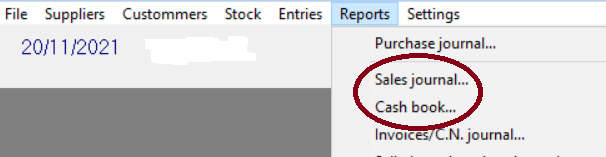 File Suppliers Custommers Stock Entries Reports Settings
20/11/2021
Purchase journal...
Sales journal...
Cash book...
Invoices/C.N. journal...